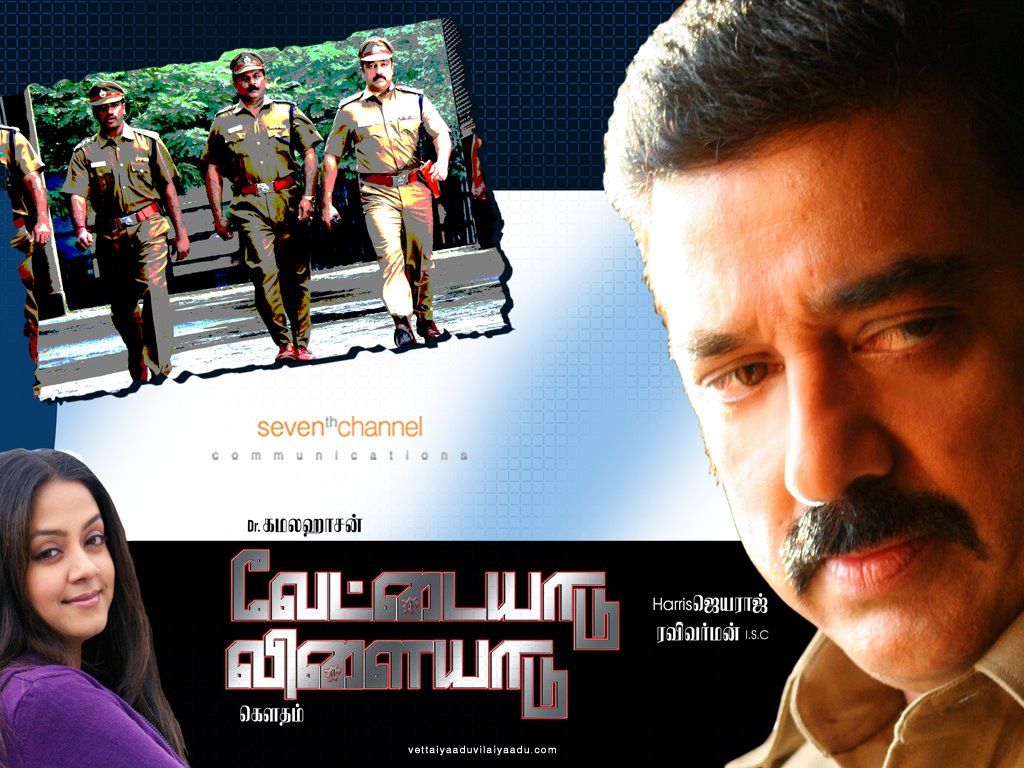 seventhchannel
communications
Dr. கமலஹாசன்
வேட்டையாடு
விளையாடு
Harrisஜெயராஜ்
ரவிவர்மன் I.S.C
கௌதம்
vettaiyaaduvilaiyaadu.com